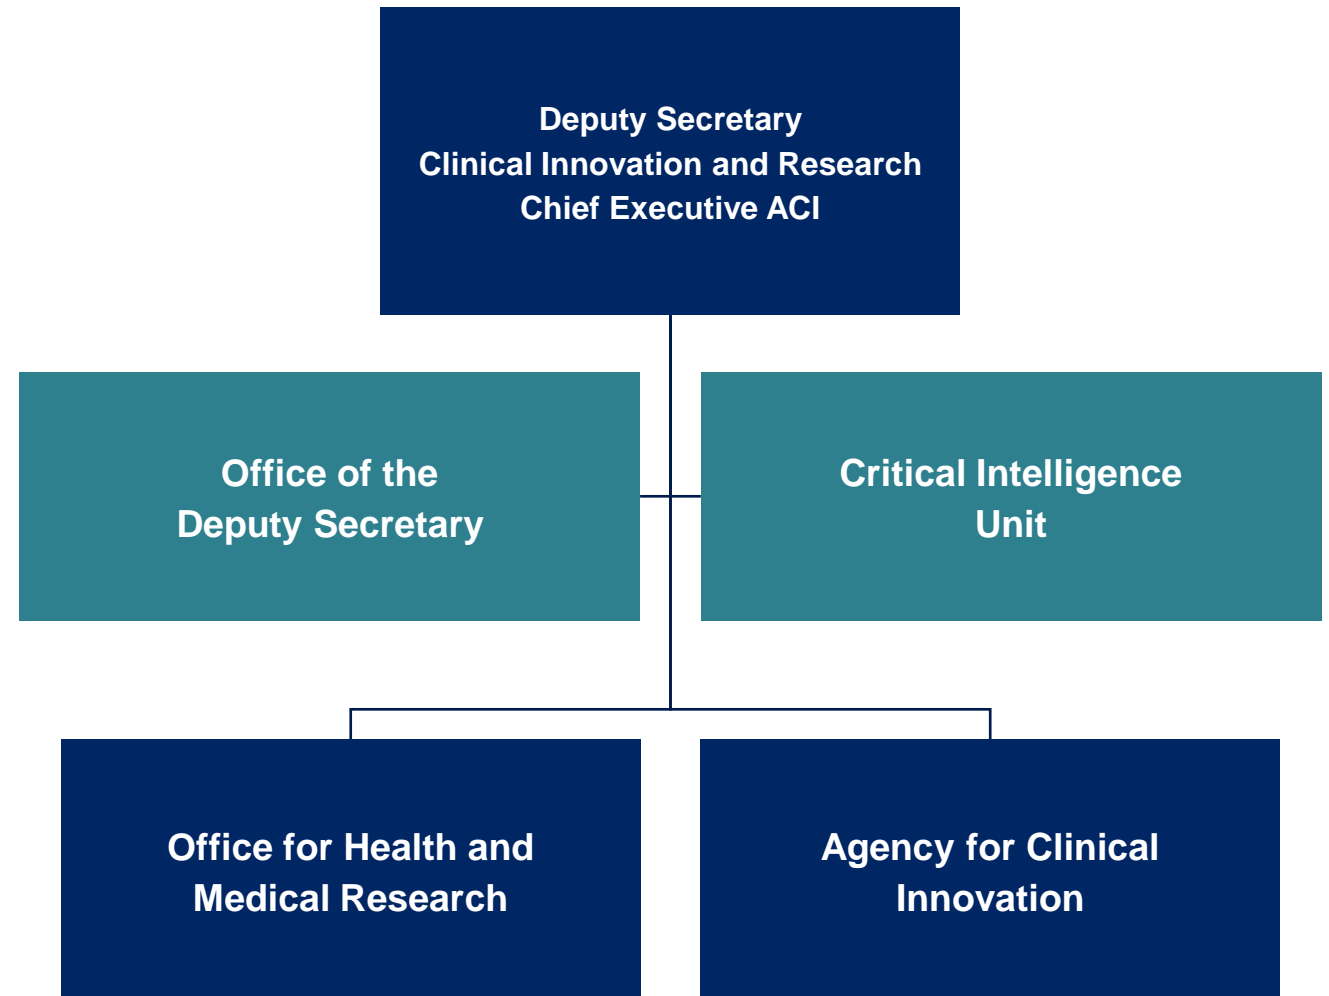 Deputy Secretary
Clinical Innovation and Research
Chief Executive ACI
Office of the
Deputy Secretary
Critical Intelligence
Unit
Office for Health and
Medical Research
Agency for Clinical
Innovation